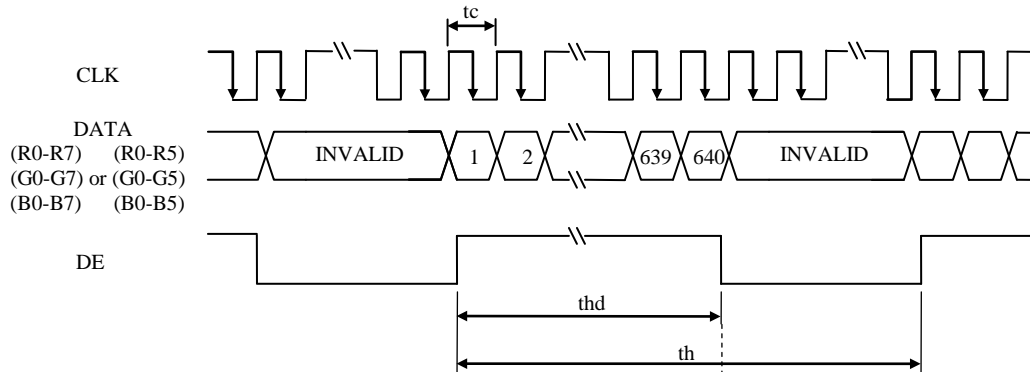 tc
CLK
DATA
(R0-R7) (R0-R5)
(G0-G7) or (G0-G5)
(B0-B7) (B0-B5)
INVALID 1 2 639 640 INVALID
DE
thd
th